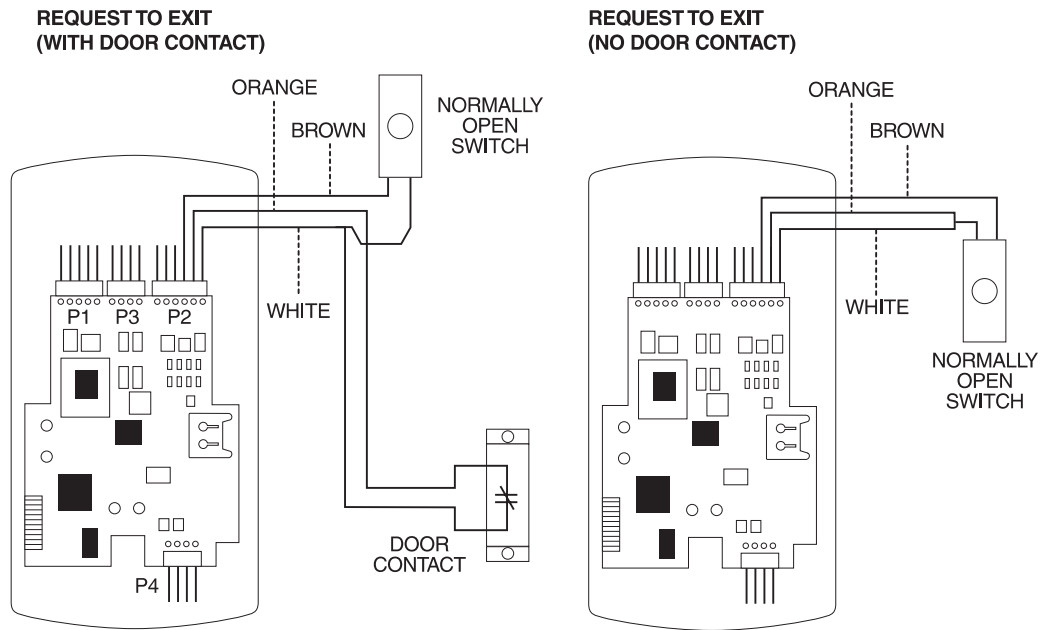 REQUEST TO EXIT
(WITH DOOR CONTACT)
ORANGE
BROWN
NORMALLY
OPEN
SWITCH
WHITE
P1
P3
P2
DOOR
CONTACT
P4
REQUEST TO EXIT
(NO DOOR CONTACT)
ORANGE
BROWN
WHITE
NORMALLY
OPEN
SWITCH